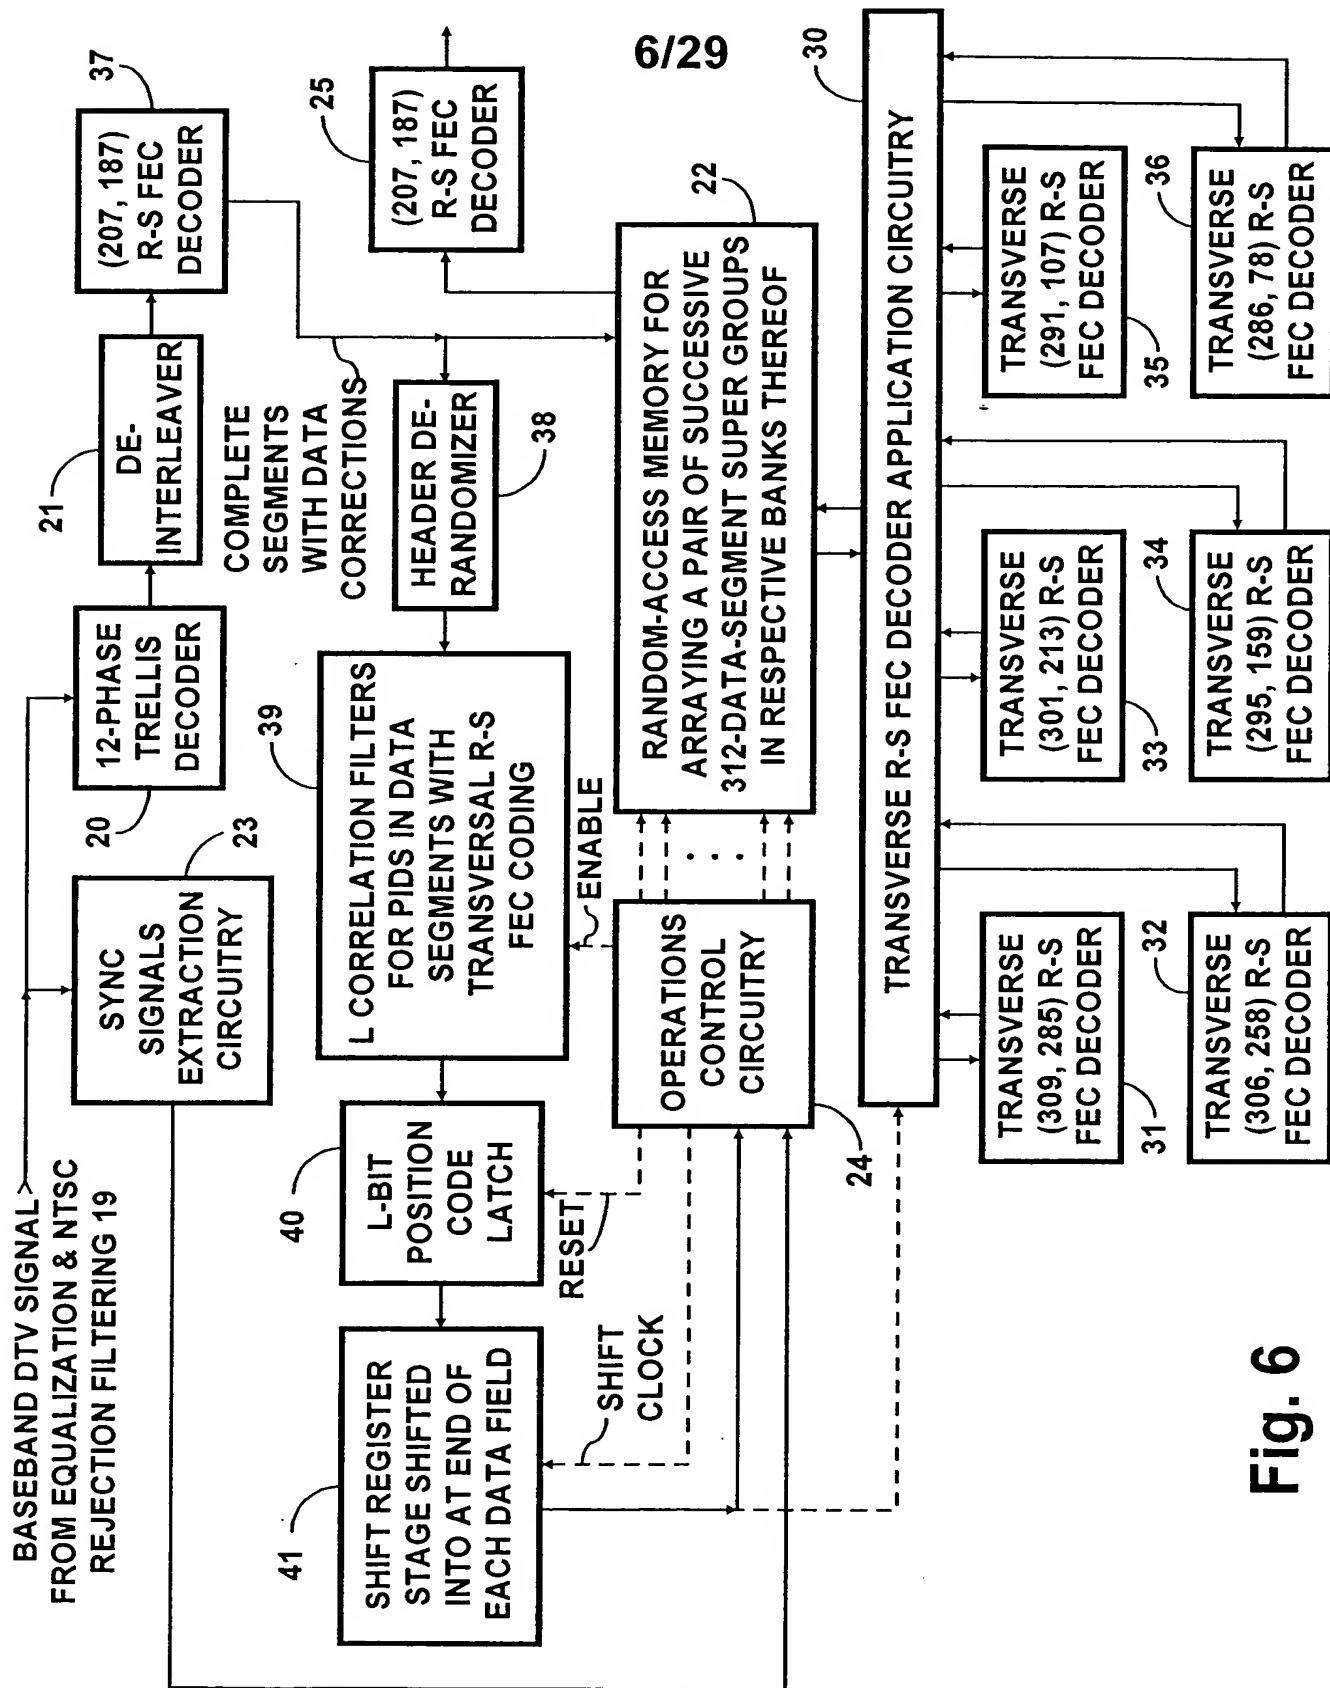 6/29
BASEBAND DTV SIGNAL
FROM EQUALIZATION & NTSC
REJECTION FILTERING 19
SYNC
SIGNALS
EXTRACTION
CIRCUITRY
23
12-PHASE
TRELLIS
DECODER
20
DE-
INTERLEAVER
21
(207, 187)
R-S FEC
DECODER
37
COMPLETE
SEGMENTS
WITH DATA
CORRECTIONS
(207, 187)
R-S FEC
DECODER
25
HEADER DE-
RANDOMIZER
38
L CORRELATION FILTERS
FOR PIDS IN DATA
SEGMENTS WITH
TRANSVERSAL R-S
FEC CODING
39
L-BIT
POSITION
CODE
LATCH
40
SHIFT REGISTER
STAGE SHIFTED
INTO AT END OF
EACH DATA FIELD
41
SHIFT
CLOCK
RESET
ENABLE
OPERATIONS
CONTROL
CIRCUITRY
24
RANDOM-ACCESS MEMORY FOR
ARRAYING A PAIR OF SUCCESSIVE
312-DATA-SEGMENT SUPER GROUPS
IN RESPECTIVE BANKS THEREOF
22
TRANSVERSE R-S FEC DECODER APPLICATION CIRCUITRY
30
TRANSVERSE
(309, 285) R-S
FEC DECODER
31
TRANSVERSE
(306, 258) R-S
FEC DECODER
32
TRANSVERSE
(301, 213) R-S
FEC DECODER
33
TRANSVERSE
(295, 159) R-S
FEC DECODER
34
TRANSVERSE
(291, 107) R-S
FEC DECODER
35
TRANSVERSE
(286, 78) R-S
FEC DECODER
36
Fig. 6